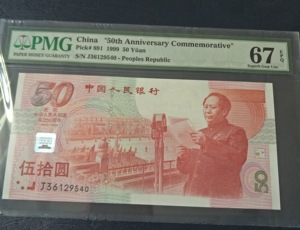 PMG
PAPER MONEY GUARANTY
China "50th Anniversary Commemorative"
Pick# 891 1999 50 Yüan
S/N J36129540 - Peoples Republic
67 EPQ
Superb Gem Unc
50
中国人民银行
伍拾圆
J36129540
50